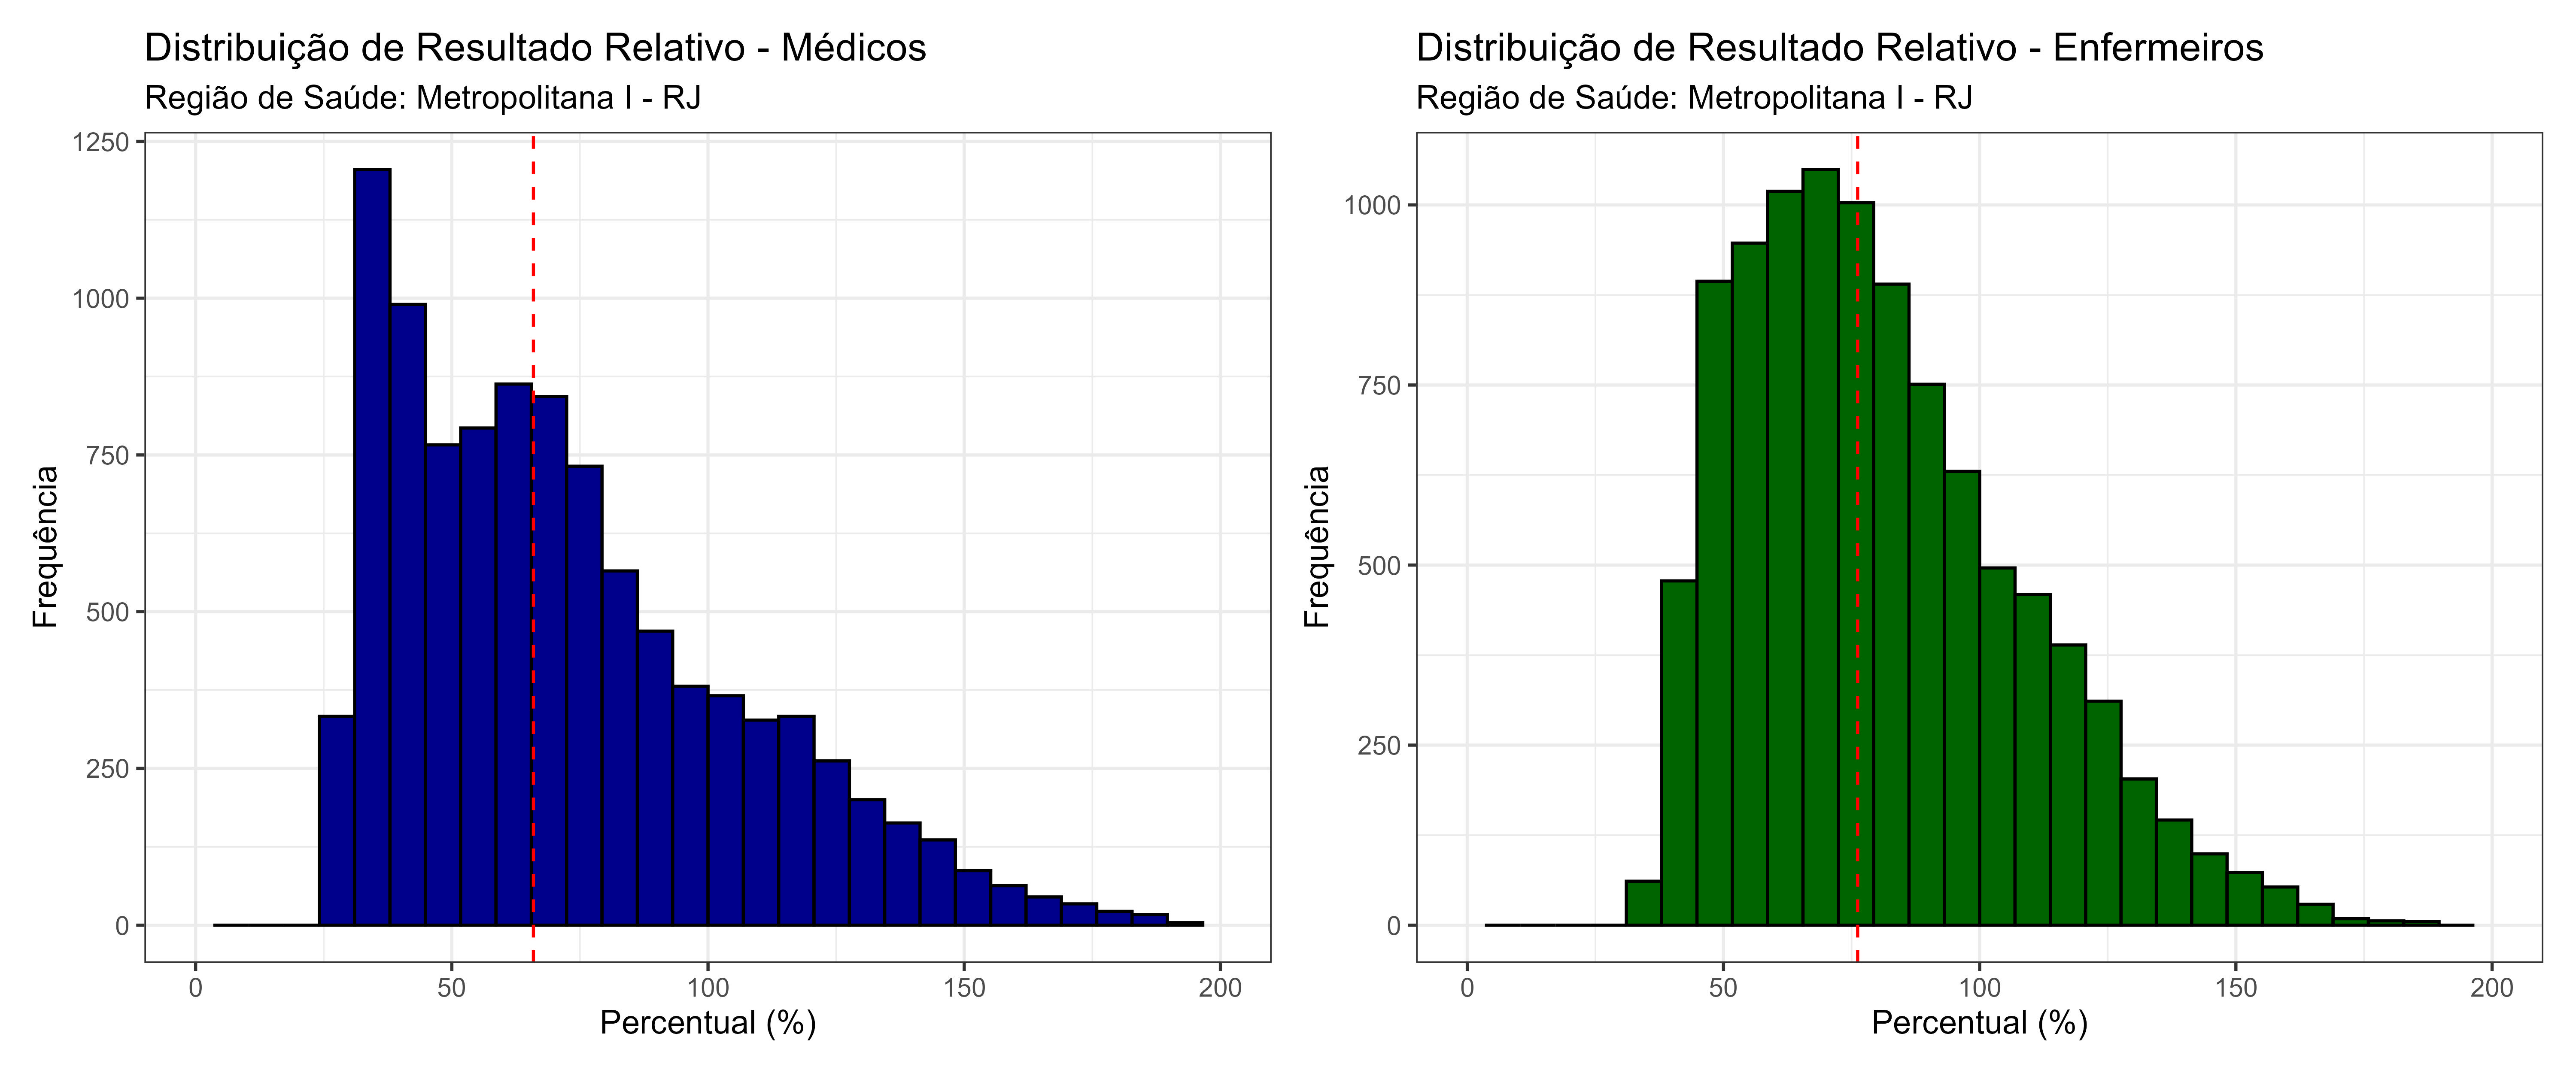 Distribuição de Resultado Relativo - Médicos
Região de Saúde: Metropolitana I - RJ
Frequência
1250
1000
750
500
250
0
0 50 100 150 200
Percentual (%)
Distribuição de Resultado Relativo - Enfermeiros
Região de Saúde: Metropolitana I - RJ
Frequência
1000
750
500
250
0
0 50 100 150 200
Percentual (%)